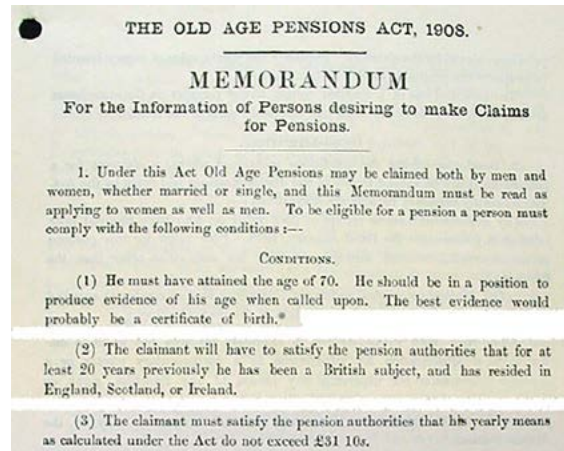 THE OLD AGE PENSIONS ACT, 1908.
MEMORANDUM
For the Information of Persons desiring to make Claims
for Pensions.
1. Under this Act Old Age Pensions may be claimed both by men and
women, whether married or single, and this Memorandum must be read as
applying to women as well as men. To be eligible for a pension a person must
comply with the following conditions :—
CONDITIONS.
(1) He must have attained the age of 70. He should be in a position to
produce evidence of his age when called upon. The best evidence would
probably be a certificate of birth.*
(2) The claimant will have to satisfy the pension authorities that for at
least 20 years previously he has been a British subject, and has resided in
England, Scotland, or Ireland.
(3) The claimant must satisfy the pension authorities that his yearly means
as calculated under the Act do not exceed £31 10s.